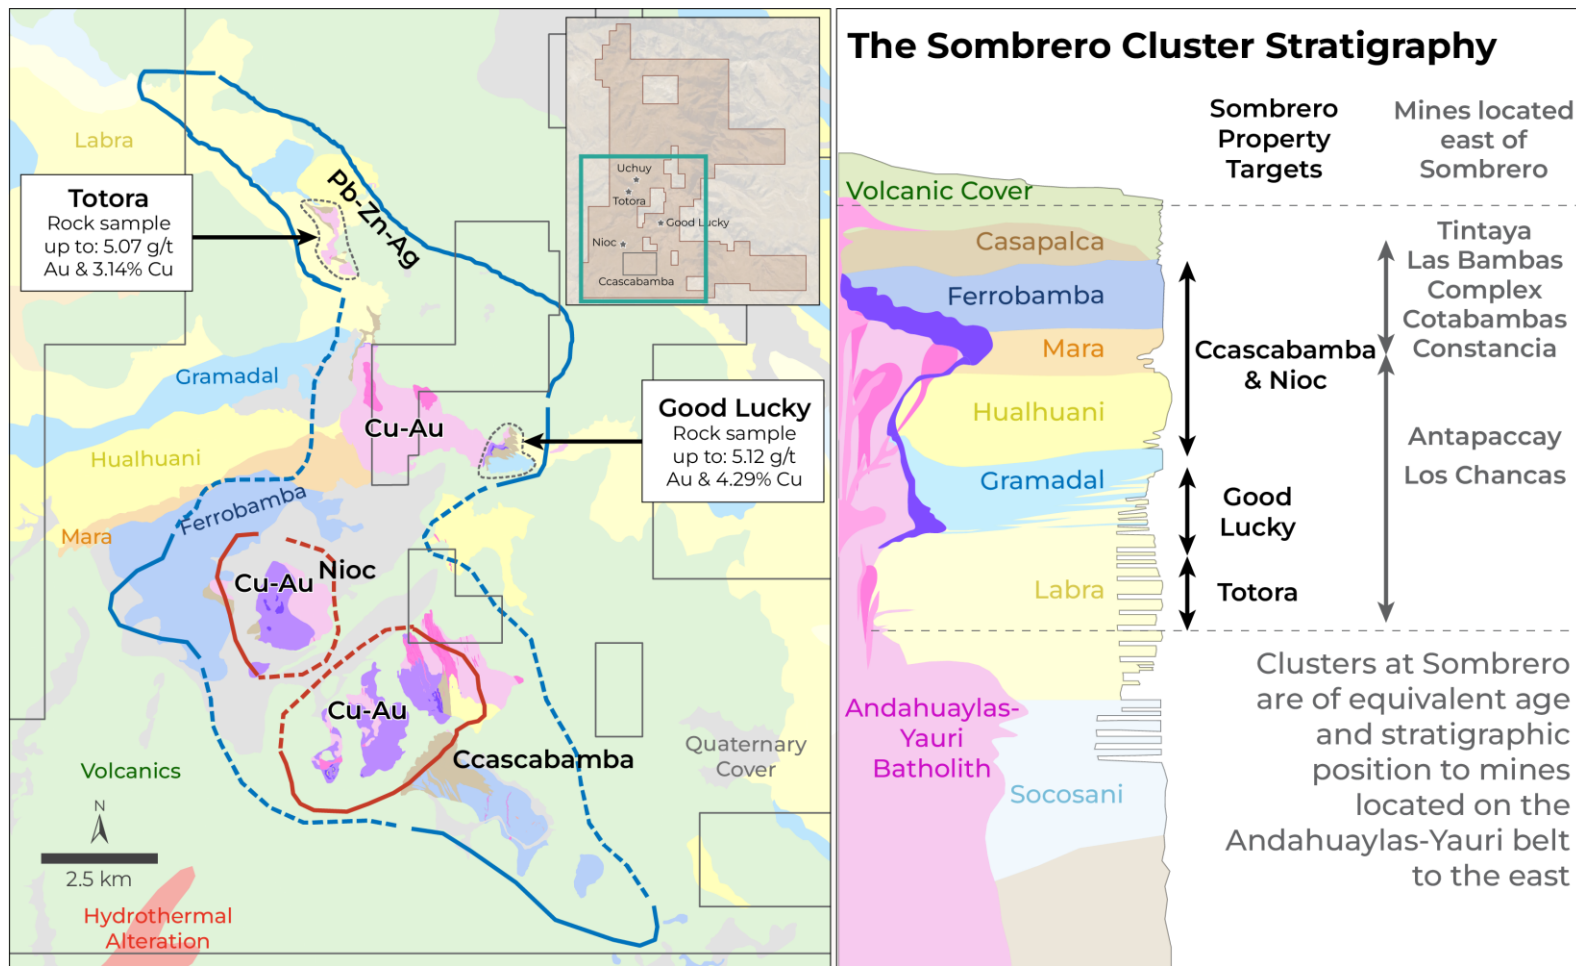 Labra
Totora
Rock sample
up to: 5.07 g/t
Au & 3.14% Cu
Pb-Zn-Ag
Uchuy
Totora
Good Lucky
Nioc
Ccascabamba
Gramadal
Cu-Au
Good Lucky
Rock sample
up to: 5.12 g/t
Au & 4.29% Cu
Hualhuani
Ferrobamba
Mara
Cu-Au
Nioc
Cu-Au
Ccascabamba
Quaternary
Cover
Volcanics
N
2.5 km
Hydrothermal
Alteration
The Sombrero Cluster Stratigraphy
Sombrero
Property
Targets
Mines located
east of
Sombrero
Volcanic Cover
Casapalca
Ferrobamba
Mara
Hualhuani
Gramadal
Labra
Andahuaylas-
Yauri
Batholith
Socosani
Ccascabamba
& Nioc
Good
Lucky
Totora
Tintaya
Las Bambas
Complex
Cotabambas
Constancia
Antapaccay
Los Chancas
Clusters at Sombrero
are of equivalent age
and stratigraphic
position to mines
located on the
Andahuaylas-Yauri belt
to the east